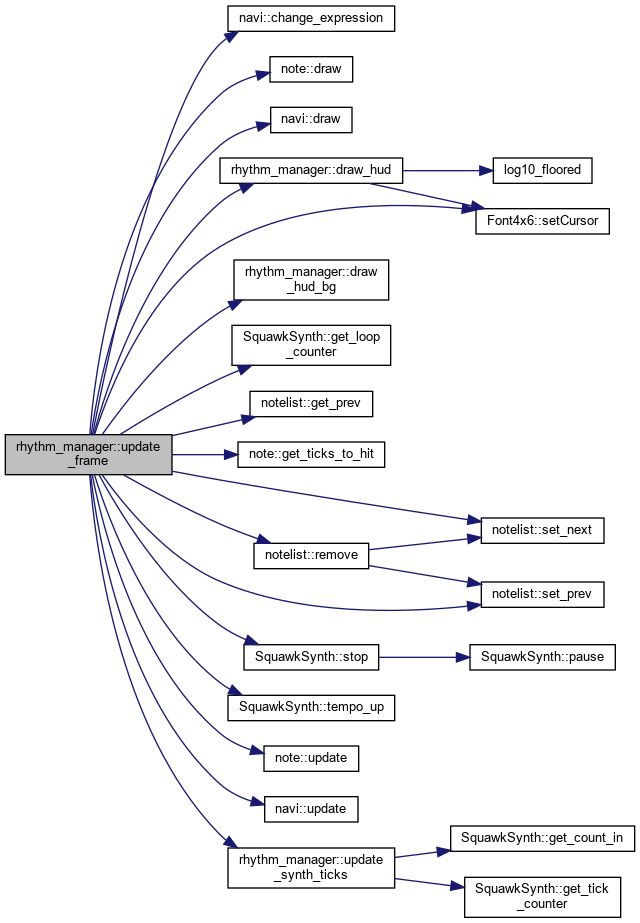 navi::change_expression
note::draw
navi::draw
rhythm_manager::draw_hud
log10_floored
Font4x6::setCursor
rhythm_manager::draw
_hud_bg
SquawkSynth::get_loop
_counter
notelist::get_prev
rhythm_manager::update
_frame
note::get_ticks_to_hit
notelist::set_next
notelist::remove
notelist::set_prev
SquawkSynth::stop
SquawkSynth::pause
SquawkSynth::tempo_up
note::update
navi::update
rhythm_manager::update
_synth_ticks
SquawkSynth::get_count_in
SquawkSynth::get_tick
_counter